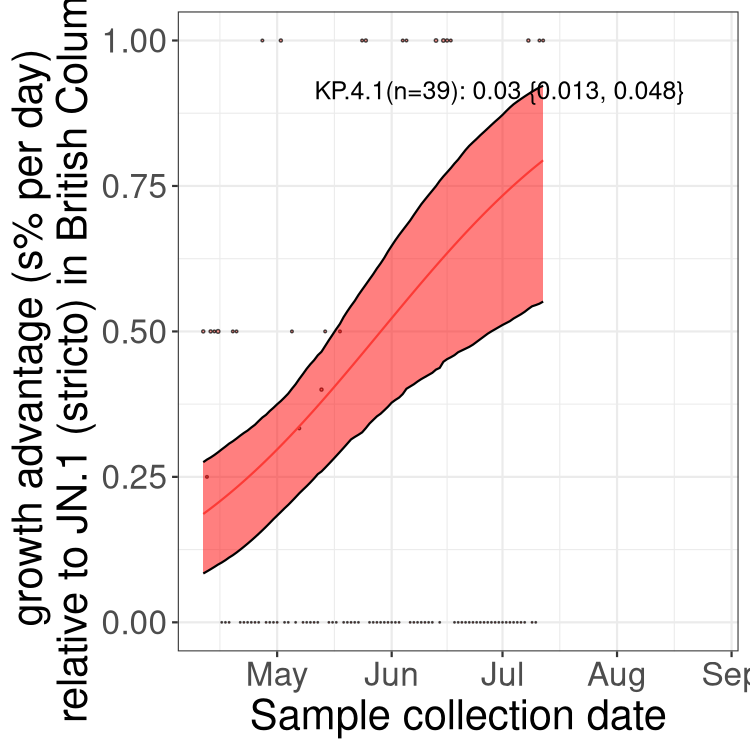 growth advantage (s% per day)
relative to JN.1 (stricto) in British Colum
1.00
0.75
0.50
0.25
0.00
KP.4.1(n=39): 0.03 {0.013, 0.048}
May Jun Jul Aug Sep
Sample collection date